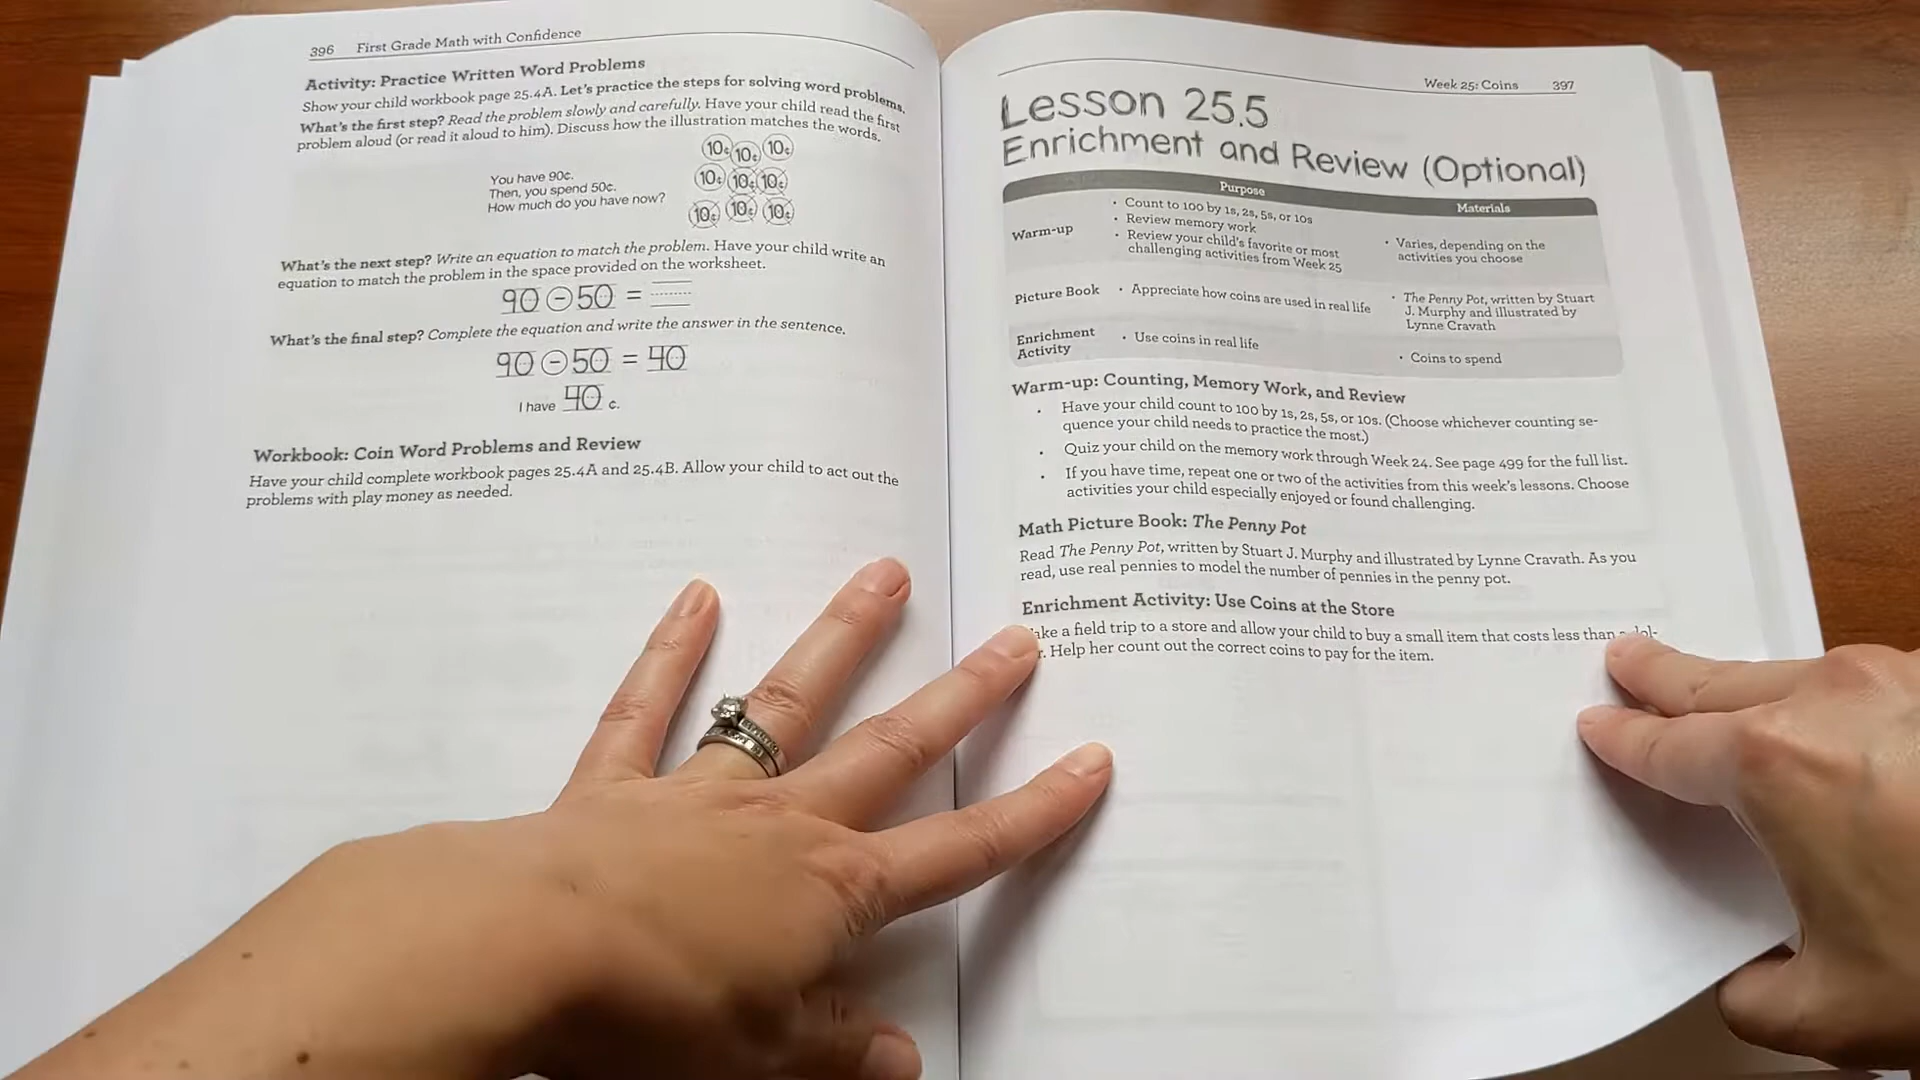 396 First Grade Math with Confidence
Activity: Practice Written Word Problems
Show your child workbook page 25.4A. Let's practice the steps for solving word problems.
What's the first step? Read the problem slowly and carefully. Have your child read the first
problem aloud (or read it aloud to him). Discuss how the illustration matches the words.
You have 90¢.
Then, you spend 50¢.
How much do you have now?
10¢ 10¢ 10¢
10¢ 10¢ 10¢
10¢ 10¢ 10¢
What's the next step? Write an equation to match the problem. Have your child write an
equation to match the problem in the space provided on the worksheet.
90 − 50 =
What's the final step? Complete the equation and write the answer in the sentence.
90 − 50 = 40
I have 40 ¢.
Workbook: Coin Word Problems and Review
Have your child complete workbook pages 25.4A and 25.4B. Allow your child to act out the
problems with play money as needed.
Week 25: Coins 397
Lesson 25.5
Enrichment and Review (Optional)
Purpose Materials
Warm-up
• Count to 100 by 1s, 2s, 5s, or 10s
• Review memory work
• Review your child's favorite or most
challenging activities from Week 25
• Varies, depending on the
activities you choose
Picture Book
• Appreciate how coins are used in real life
• The Penny Pot, written by Stuart
J. Murphy and illustrated by
Lynne Cravath
Enrichment
Activity
• Use coins in real life
• Coins to spend
Warm-up: Counting, Memory Work, and Review
• Have your child count to 100 by 1s, 2s, 5s, or 10s. (Choose whichever counting se-
quence your child needs to practice the most.)
• Quiz your child on the memory work through Week 24. See page 499 for the full list.
• If you have time, repeat one or two of the activities from this week's lessons. Choose
activities your child especially enjoyed or found challenging.
Math Picture Book: The Penny Pot
Read The Penny Pot, written by Stuart J. Murphy and illustrated by Lynne Cravath. As you
read, use real pennies to model the number of pennies in the penny pot.
Enrichment Activity: Use Coins at the Store
a field trip to a store and allow your child to buy a small item that costs less than
Help her count out the correct coins to pay for the item.